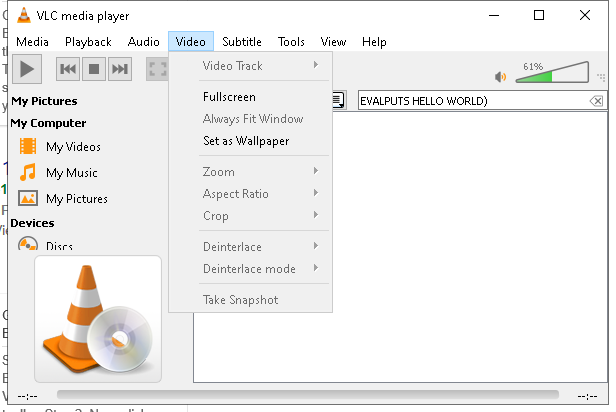 VLC media player
Media Playback Audio Video Subtitle Tools View Help
61%
EVALPUTS HELLO WORLD)
My Pictures
My Computer
My Videos
My Music
My Pictures
Devices
Discs
Video Track
Fullscreen
Always Fit Window
Set as Wallpaper
Zoom
Aspect Ratio
Crop
Deinterlace
Deinterlace mode
Take Snapshot
--:-- --:--